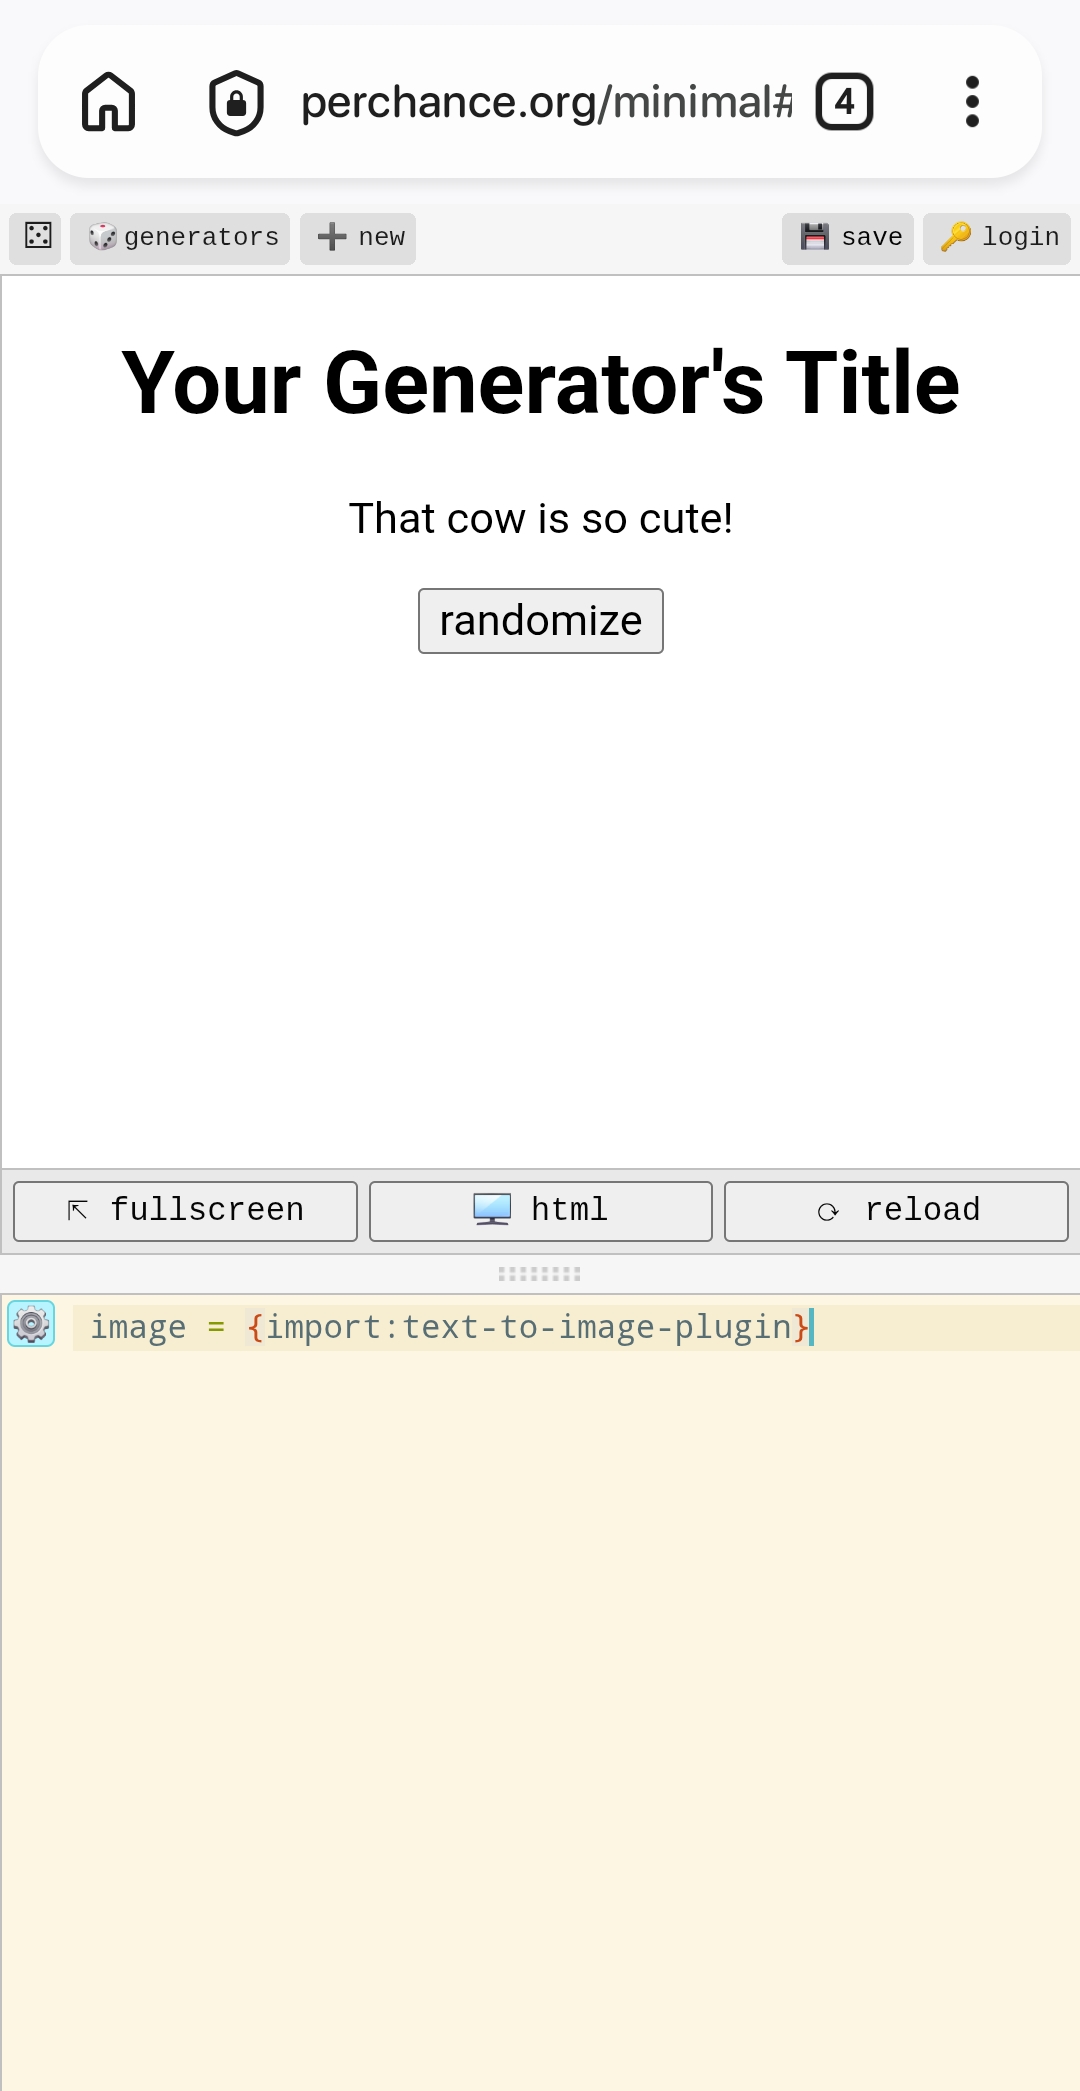 perchance.org/minimal#
4
generators
new
save
login
Your Generator's Title
That cow is so cute!
randomize
fullscreen
html
reload
image = {import:text-to-image-plugin}